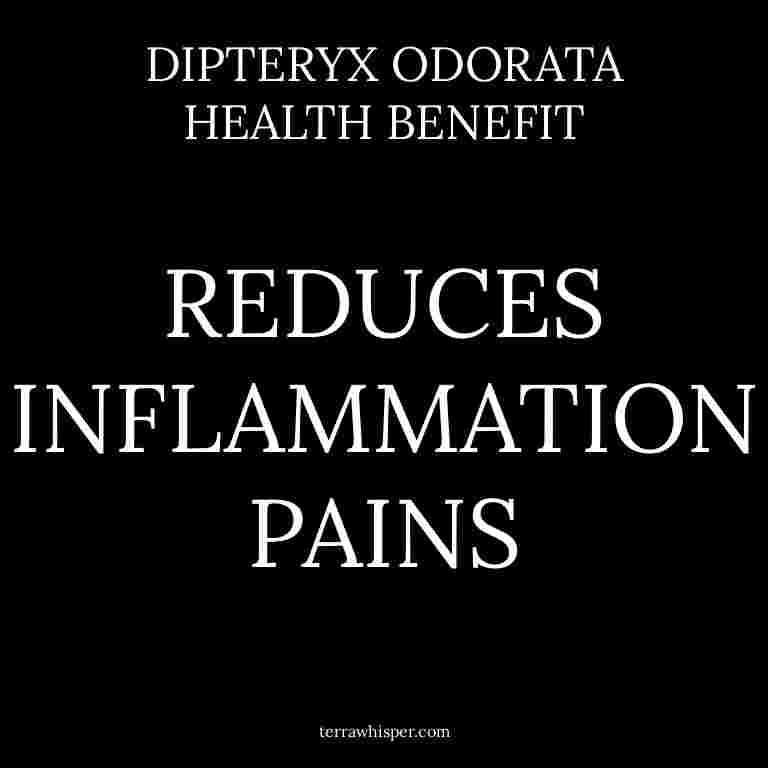 DIPTERYX ODORATA
HEALTH BENEFIT
REDUCES
INFLAMMATION
PAINS
terrawhisper.com